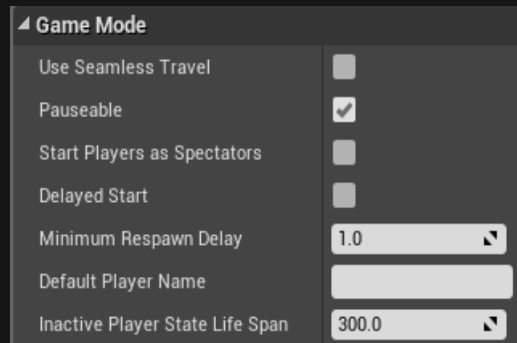 Game Mode
Use Seamless Travel
Pauseable
Start Players as Spectators
Delayed Start
Minimum Respawn Delay 1.0
Default Player Name
Inactive Player State Life Span 300.0